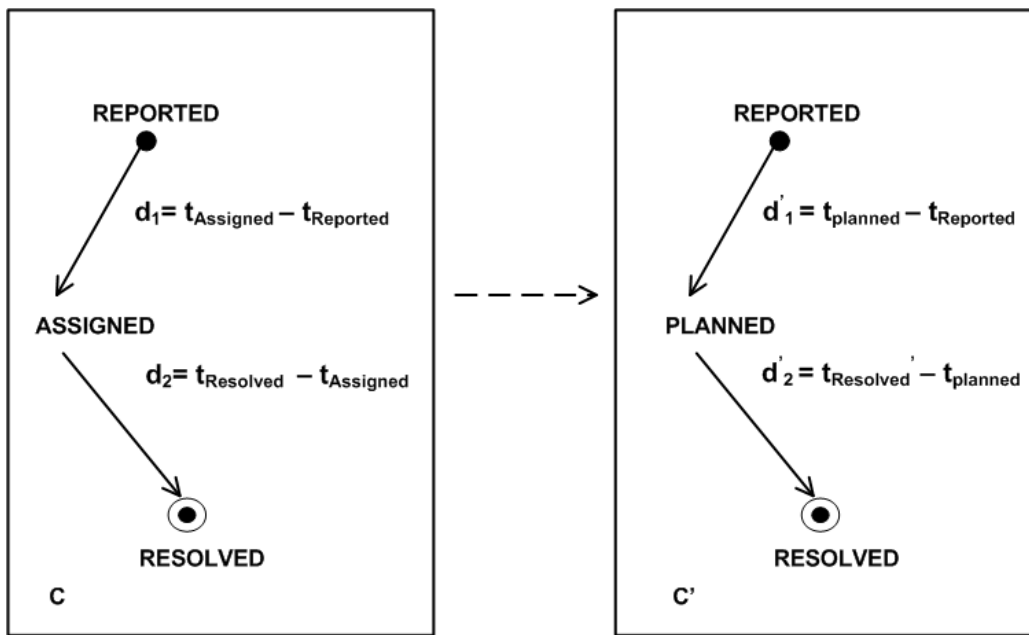 REPORTED
d1= tAssigned – tReported
ASSIGNED
d2= tResolved – tAssigned
RESOLVED
C
REPORTED
d'1 = tplanned – tReported
PLANNED
d'2 = tResolved' – tplanned
RESOLVED
C'